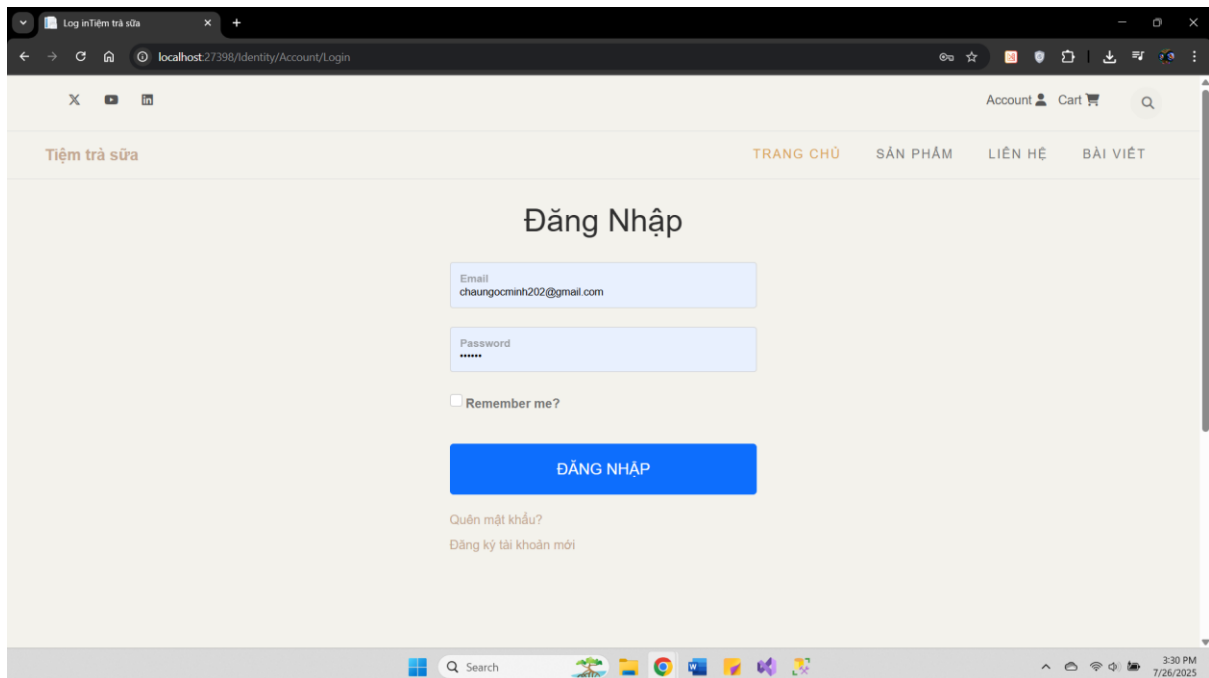 Log inTiệm trà sữa
localhost:27398/Identity/Account/Login
Account Cart
Tiệm trà sữa
TRANG CHỦ SẢN PHẨM LIÊN HỆ BÀI VIẾT
Đăng Nhập
Email
chaungocminh202@gmail.com
Password
••••••
Remember me?
ĐĂNG NHẬP
Quên mật khẩu?
Đăng ký tài khoản mới
Search
3:30 PM
7/26/2025